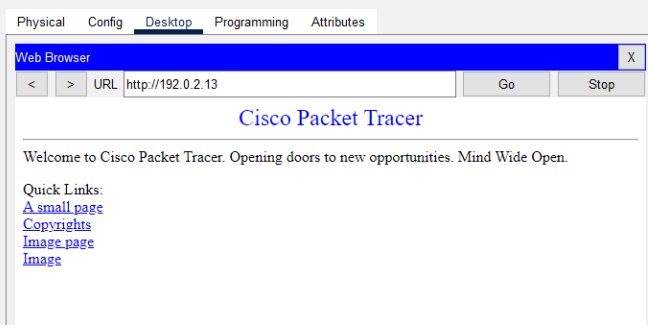 Physical Config Desktop Programming Attributes
Web Browser X
< > URL http://192.0.2.13 Go Stop
Cisco Packet Tracer
Welcome to Cisco Packet Tracer. Opening doors to new opportunities. Mind Wide Open.
Quick Links:
A small page
Copyrights
Image page
Image